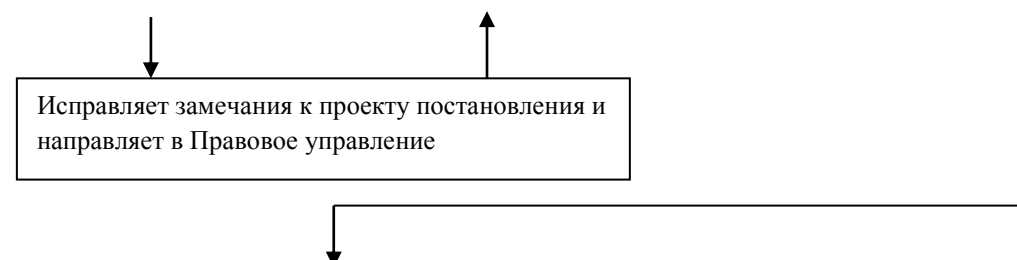 Исправляет замечания к проекту постановления и
направляет в Правовое управление